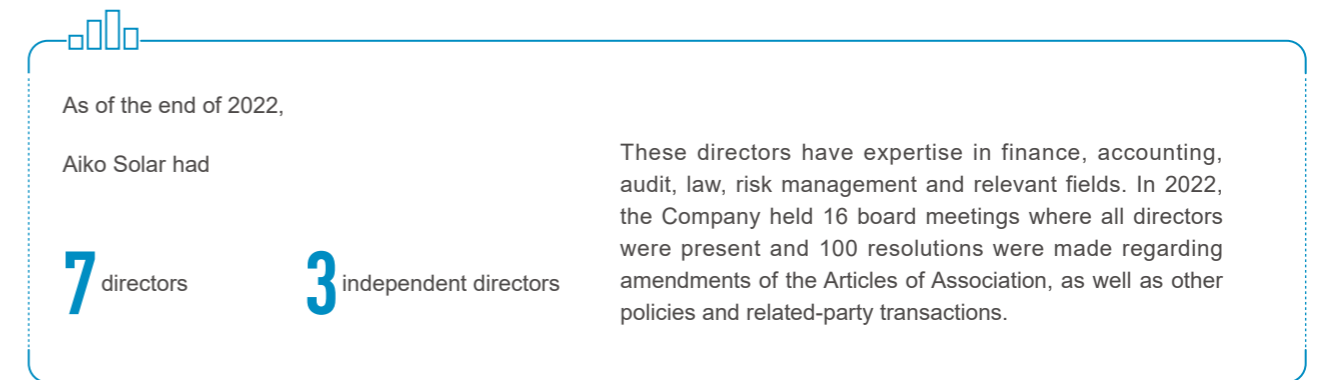 As of the end of 2022,
Aiko Solar had
7 directors
3 independent directors
These directors have expertise in finance, accounting,
audit, law, risk management and relevant fields. In 2022,
the Company held 16 board meetings where all directors
were present and 100 resolutions were made regarding
amendments of the Articles of Association, as well as other
policies and related-party transactions.